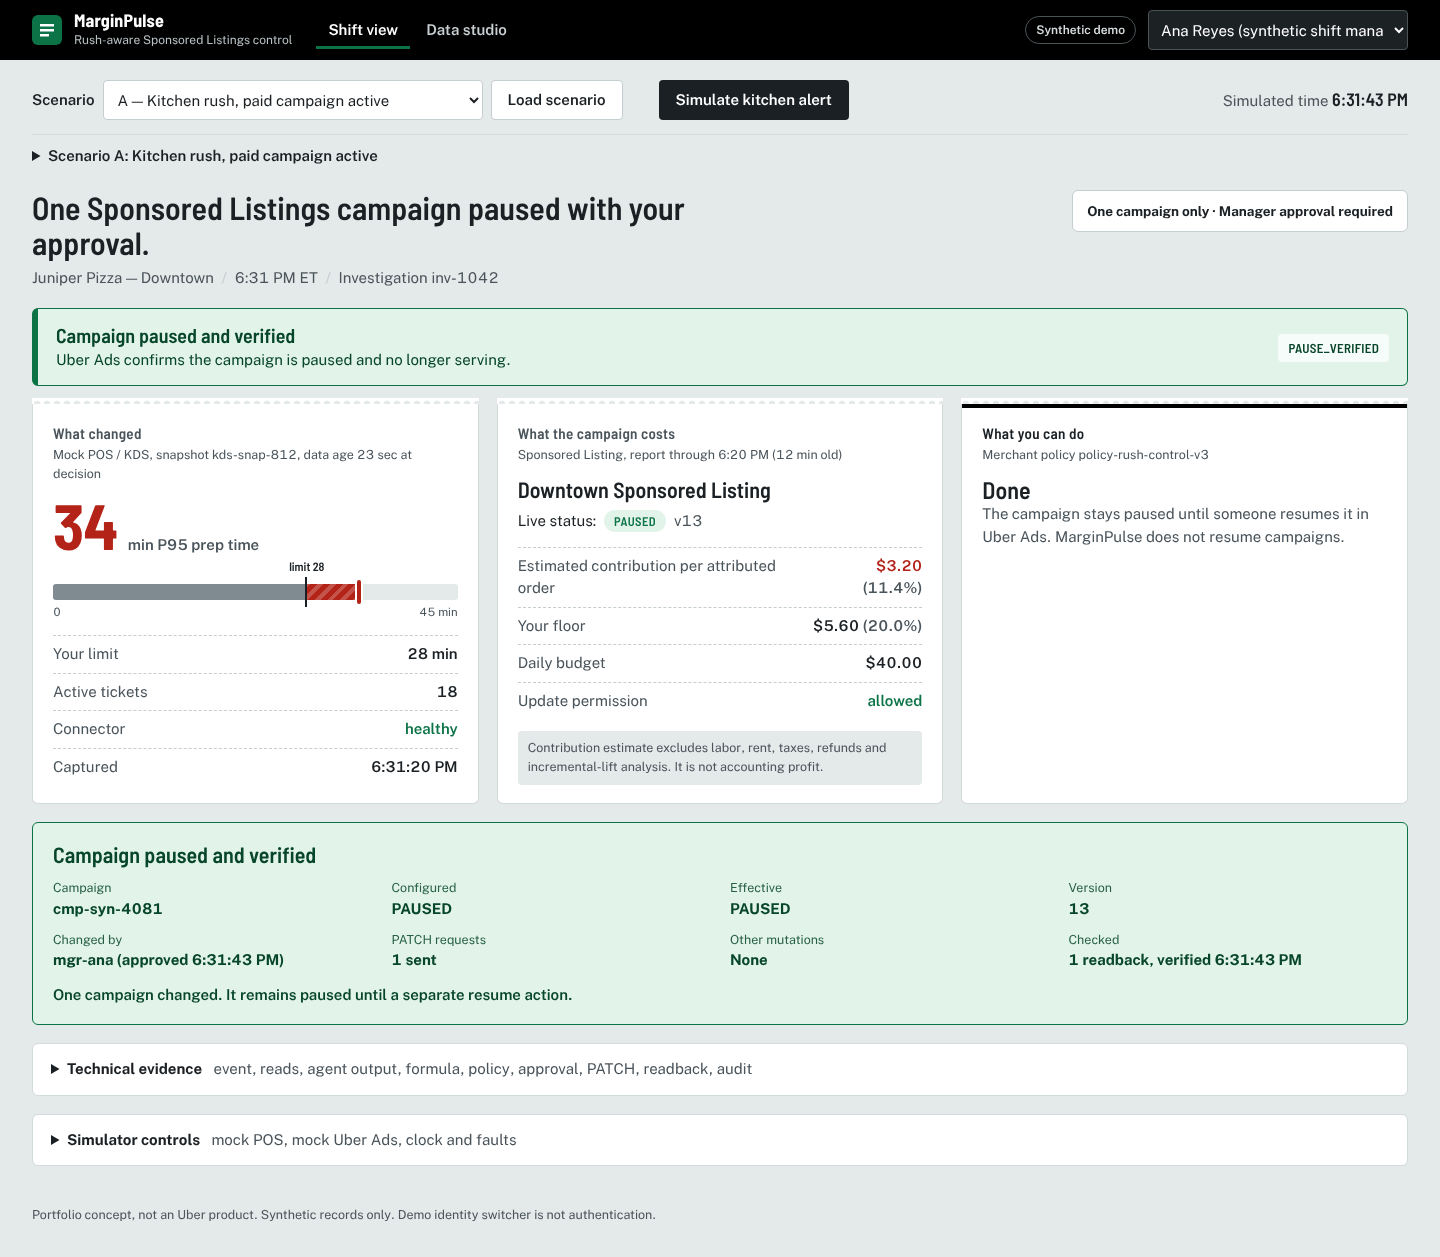 MarginPulse
Rush-aware Sponsored Listings control
Shift view
Data studio
Synthetic demo
Ana Reyes (synthetic shift mana
Scenario
A — Kitchen rush, paid campaign active
Load scenario
Simulate kitchen alert
Simulated time 6:31:43 PM
Scenario A: Kitchen rush, paid campaign active
One Sponsored Listings campaign paused with your
approval.
One campaign only · Manager approval required
Juniper Pizza — Downtown / 6:31 PM ET / Investigation inv-1042
Campaign paused and verified
Uber Ads confirms the campaign is paused and no longer serving.
PAUSE_VERIFIED
What changed
Mock POS / KDS, snapshot kds-snap-812, data age 23 sec at
decision
34 min P95 prep time
limit 28
0
45 min
Your limit
28 min
Active tickets
18
Connector
healthy
Captured
6:31:20 PM
What the campaign costs
Sponsored Listing, report through 6:20 PM (12 min old)
Downtown Sponsored Listing
Live status: PAUSED v13
Estimated contribution per attributed
order
$3.20
(11.4%)
Your floor
$5.60 (20.0%)
Daily budget
$40.00
Update permission
allowed
Contribution estimate excludes labor, rent, taxes, refunds and
incremental-lift analysis. It is not accounting profit.
What you can do
Merchant policy policy-rush-control-v3
Done
The campaign stays paused until someone resumes it in
Uber Ads. MarginPulse does not resume campaigns.
Campaign paused and verified
Campaign
cmp-syn-4081
Configured
PAUSED
Effective
PAUSED
Version
13
Changed by
mgr-ana (approved 6:31:43 PM)
PATCH requests
1 sent
Other mutations
None
Checked
1 readback, verified 6:31:43 PM
One campaign changed. It remains paused until a separate resume action.
Technical evidence event, reads, agent output, formula, policy, approval, PATCH, readback, audit
Simulator controls mock POS, mock Uber Ads, clock and faults
Portfolio concept, not an Uber product. Synthetic records only. Demo identity switcher is not authentication.